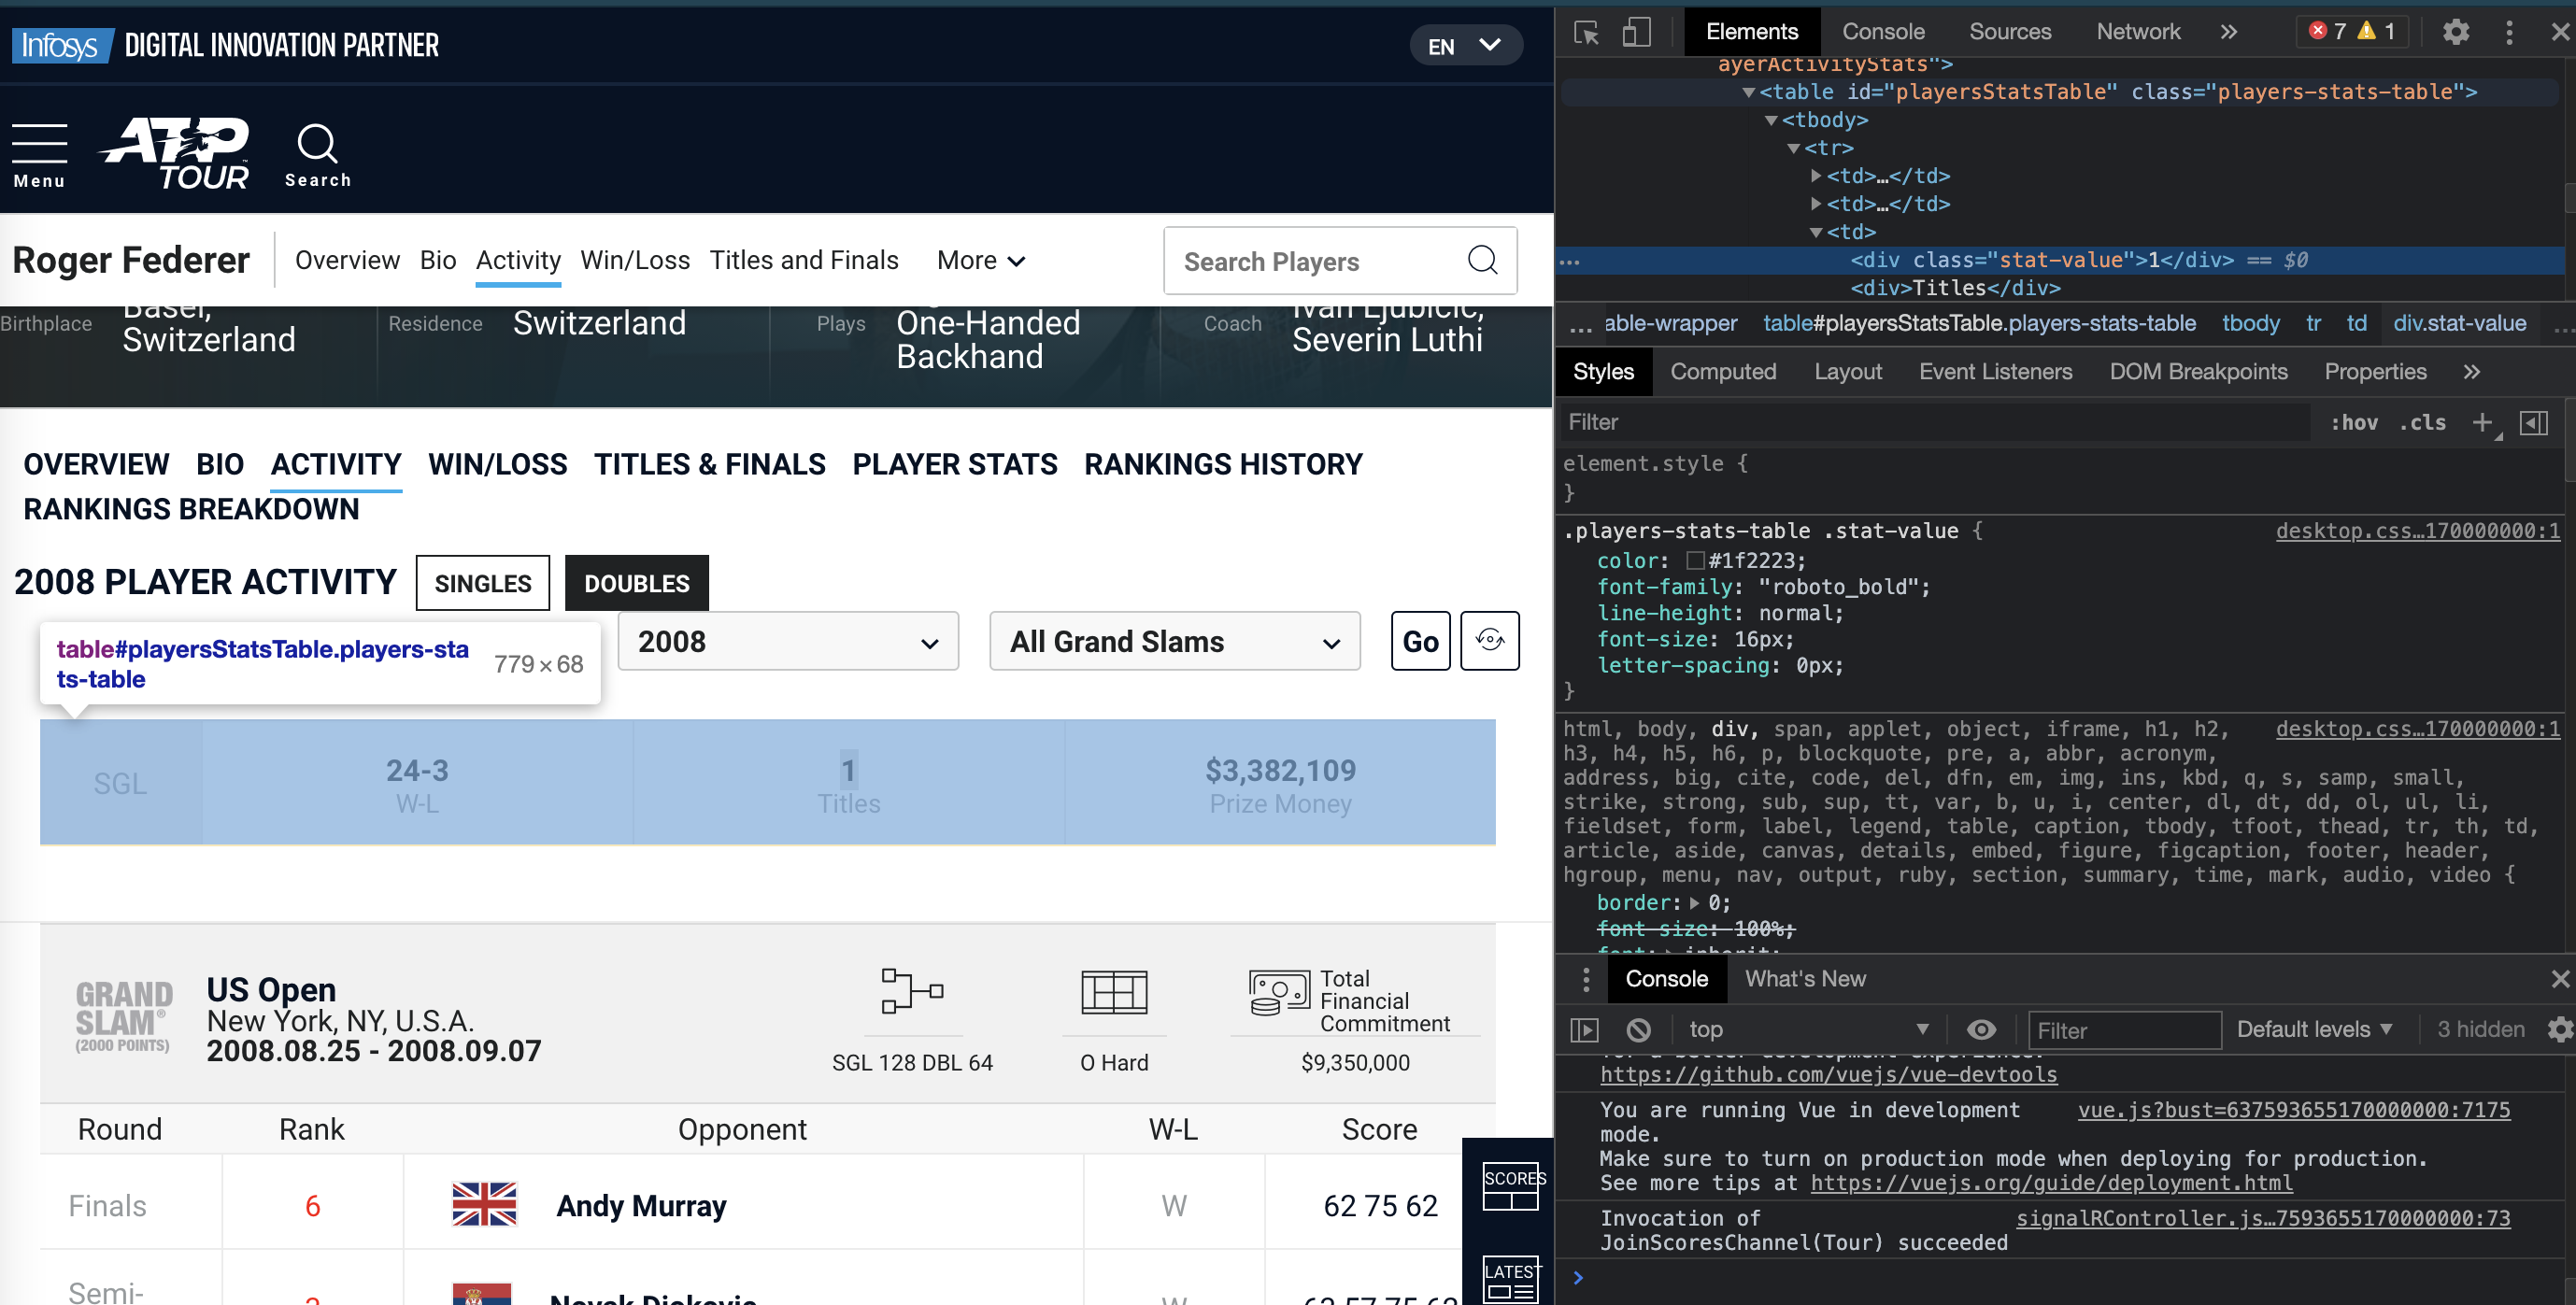 Infosys DIGITAL INNOVATION PARTNER
EN
Menu
ATP TOUR
Search
Roger Federer
Overview Bio Activity Win/Loss Titles and Finals More
Search Players
Birthplace
Basel,
Switzerland
Residence
Switzerland
Plays
One-Handed
Backhand
Coach
Ivan Ljubicic,
Severin Luthi
OVERVIEW BIO ACTIVITY WIN/LOSS TITLES & FINALS PLAYER STATS RANKINGS HISTORY
RANKINGS BREAKDOWN
2008 PLAYER ACTIVITY SINGLES DOUBLES
table#playersStatsTable.players-sta
ts-table
779 × 68
2008
All Grand Slams
Go
SGL
24-3
W-L
1
Titles
$3,382,109
Prize Money
GRAND
SLAM®
(2000 POINTS)
US Open
New York, NY, U.S.A.
2008.08.25 - 2008.09.07
SGL 128 DBL 64
O Hard
Total
Financial
Commitment
$9,350,000
Round Rank Opponent W-L Score
Finals 6 Andy Murray W 62 75 62
Semi-
Novak Djokovic W
SCORES
LATEST
Elements Console Sources Network » 7 1
ayerActivityStats">
<table id="playersStatsTable" class="players-stats-table">
<tbody>
<tr>
<td>…</td>
<td>…</td>
<td>
… <div class="stat-value">1</div> == $0
<div>Titles</div>
… able-wrapper table#playersStatsTable.players-stats-table tbody tr td div.stat-value …
Styles Computed Layout Event Listeners DOM Breakpoints Properties »
Filter :hov .cls +
element.style {
}
.players-stats-table .stat-value { desktop.css…170000000:1
color: #1f2223;
font-family: "roboto_bold";
line-height: normal;
font-size: 16px;
letter-spacing: 0px;
}
html, body, div, span, applet, object, iframe, h1, h2, desktop.css…170000000:1
h3, h4, h5, h6, p, blockquote, pre, a, abbr, acronym,
address, big, cite, code, del, dfn, em, img, ins, kbd, q, s, samp, small,
strike, strong, sub, sup, tt, var, b, u, i, center, dl, dt, dd, ol, ul, li,
fieldset, form, label, legend, table, caption, tbody, tfoot, thead, tr, th, td,
article, aside, canvas, details, embed, figure, figcaption, footer, header,
hgroup, menu, nav, output, ruby, section, summary, time, mark, audio, video {
border: 0;
font-size: 100%;
font: inherit;
Console What's New
top Filter Default levels 3 hidden
for a better development experience:
https://github.com/vuejs/vue-devtools
You are running Vue in development vue.js?bust=637593655170000000:7175
mode.
Make sure to turn on production mode when deploying for production.
See more tips at https://vuejs.org/guide/deployment.html
Invocation of signalRController.js…7593655170000000:73
JoinScoresChannel(Tour) succeeded